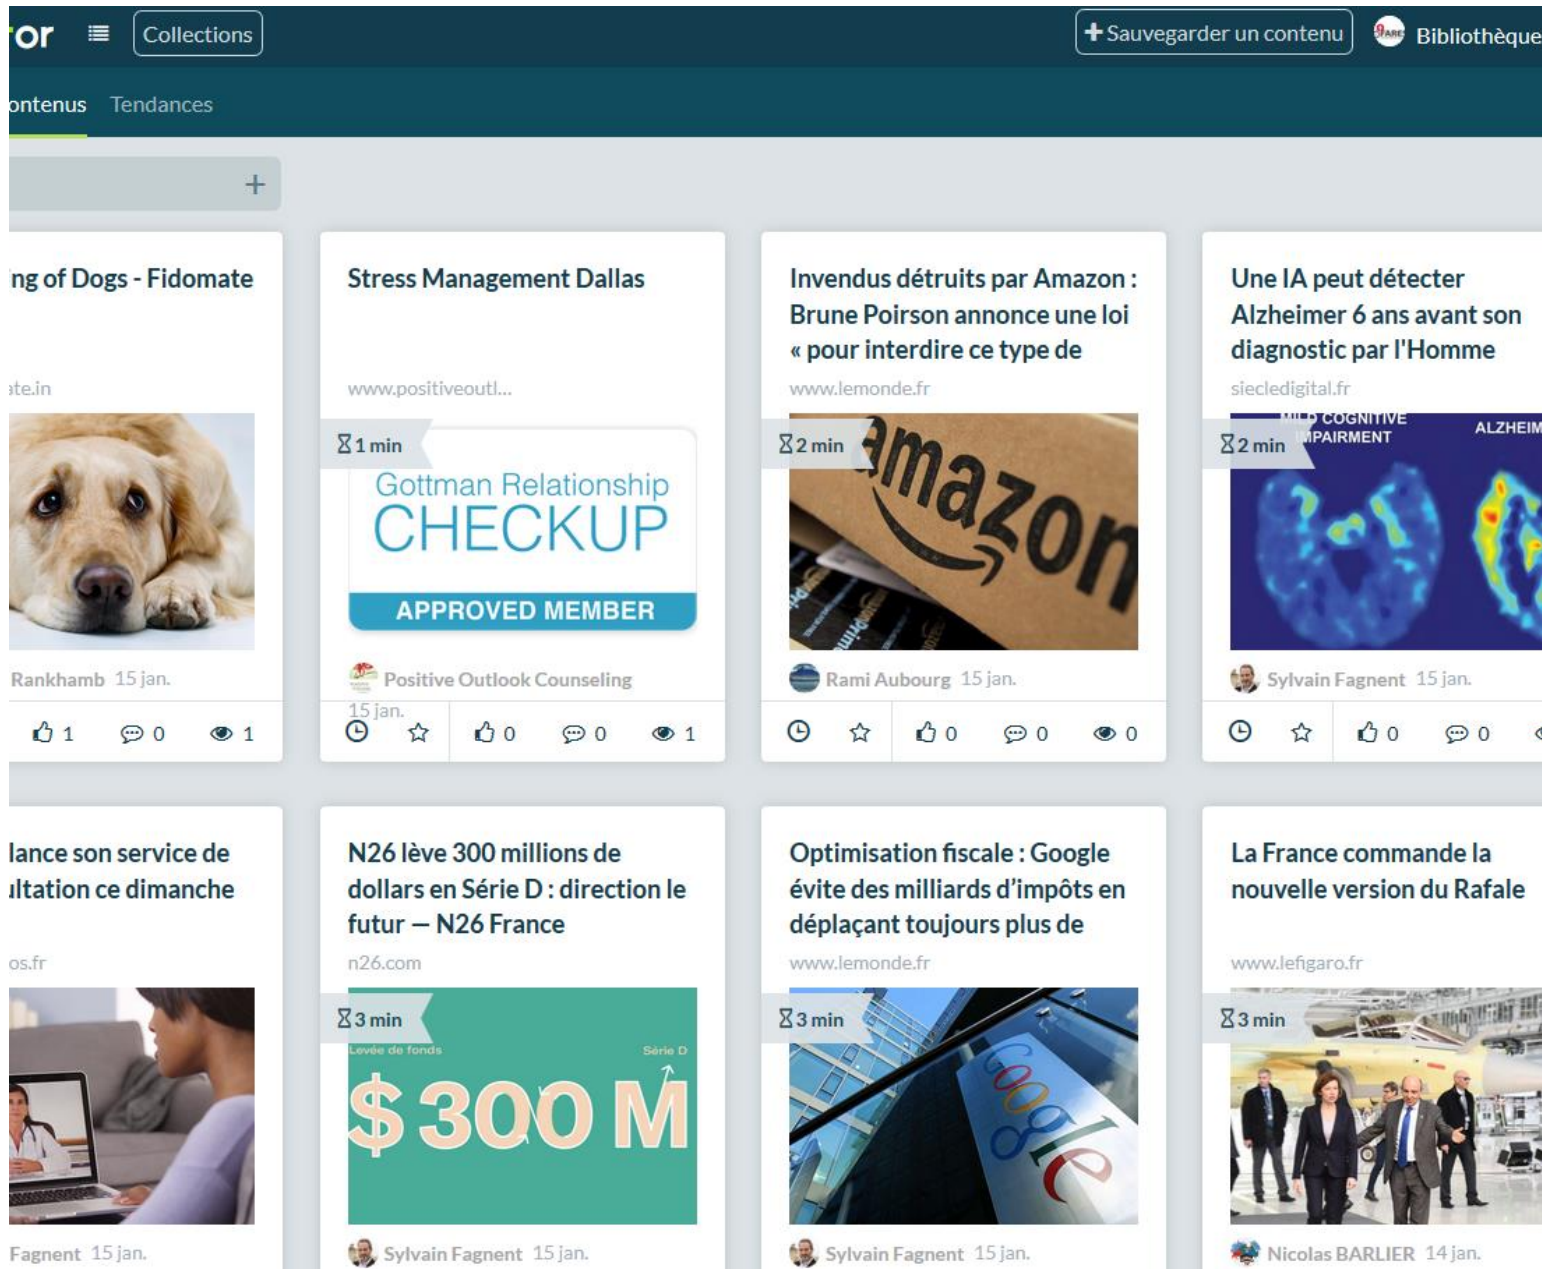 or Collections + Sauvegarder un contenu Bibliothèque
ontenus Tendances
+
ng of Dogs - Fidomate
ate.in
Rankhamb 15 jan.
1 0 1
Stress Management Dallas
www.positiveoutl...
1 min
Gottman Relationship
CHECKUP
APPROVED MEMBER
Positive Outlook Counseling
15 jan.
0 0 1
Invendus détruits par Amazon :
Brune Poirson annonce une loi
« pour interdire ce type de
www.lemonde.fr
2 min
amazon
Rami Aubourg 15 jan.
0 0 0
Une IA peut détecter
Alzheimer 6 ans avant son
diagnostic par l'Homme
siecledigital.fr
2 min
MILD COGNITIVE
IMPAIRMENT
ALZHEIM
Sylvain Fagnent 15 jan.
0 0
lance son service de
ultation ce dimanche
os.fr
Fagnent 15 jan.
N26 lève 300 millions de
dollars en Série D : direction le
futur — N26 France
n26.com
3 min
Levée de fonds Série D
$300 M
Sylvain Fagnent 15 jan.
Optimisation fiscale : Google
évite des milliards d’impôts en
déplaçant toujours plus de
www.lemonde.fr
3 min
Google
Sylvain Fagnent 15 jan.
La France commande la
nouvelle version du Rafale
www.lefigaro.fr
3 min
Nicolas BARLIER 14 jan.